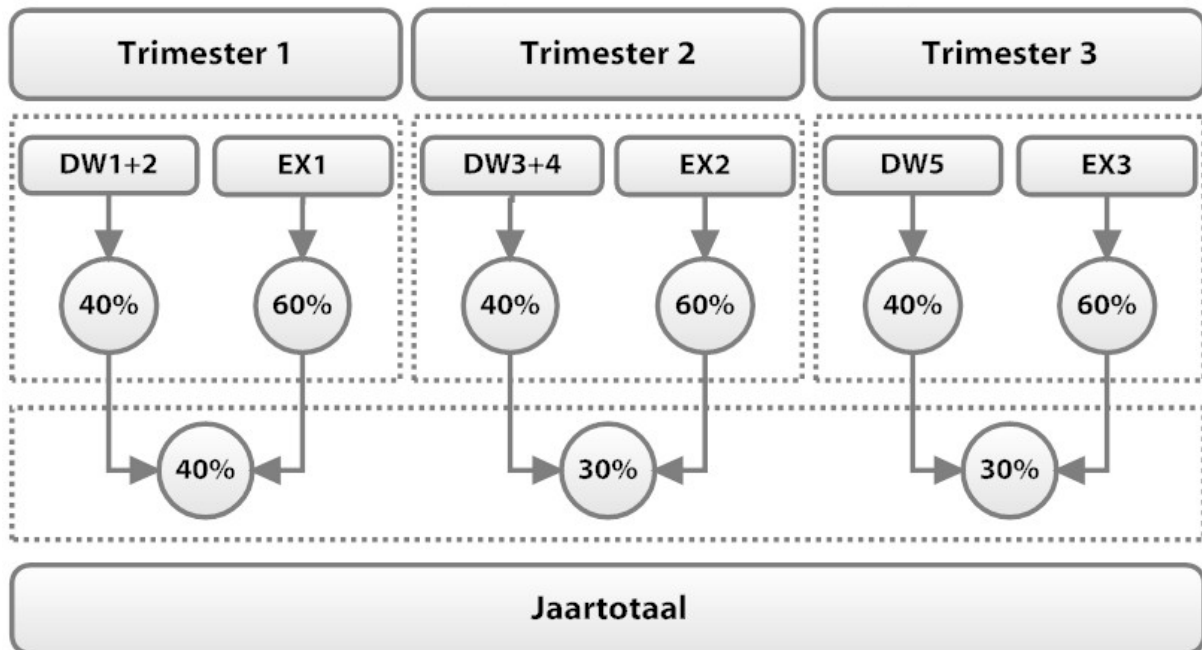 Trimester 1
Trimester 2
Trimester 3
DW1+2
EX1
DW3+4
EX2
DW5
EX3
40%
60%
40%
60%
40%
60%
40%
30%
30%
Jaartotaal